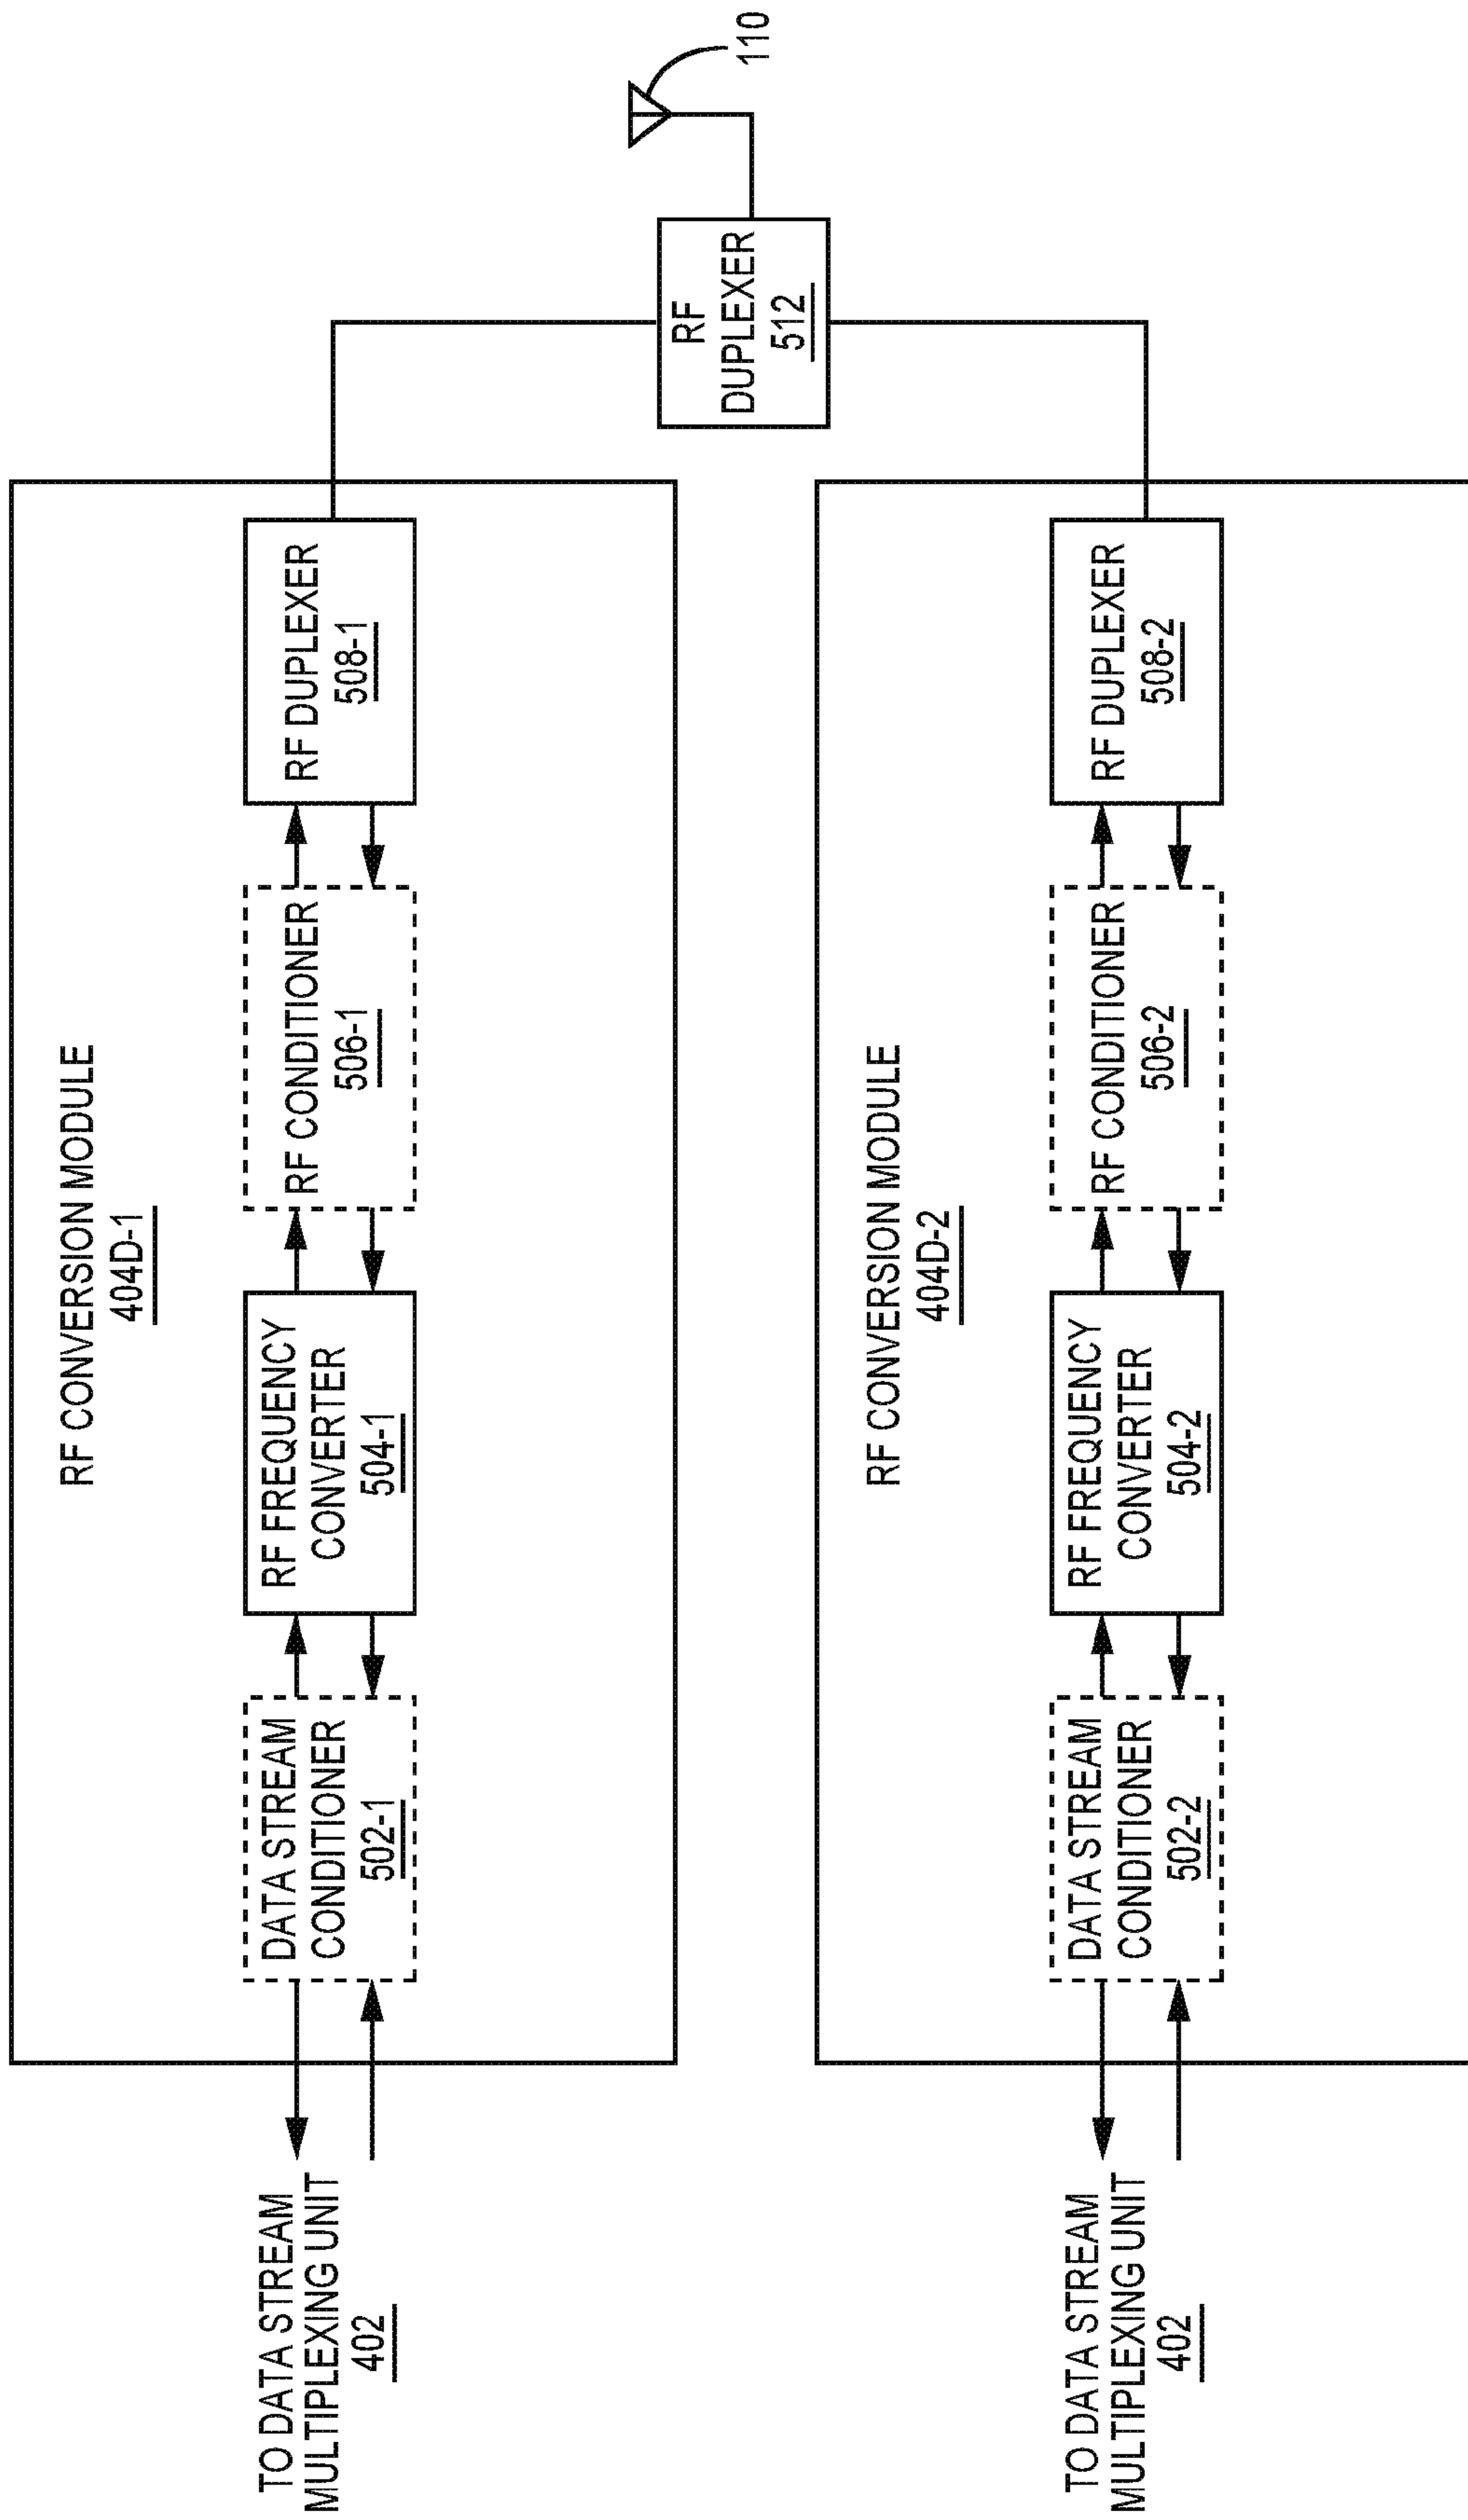 RF CONVERSION MODULE
404D-1
TO DATA STREAM
MULTIPLEXING UNIT
402
DATA STREAM
CONDITIONER
502-1
RF FREQUENCY
CONVERTER
504-1
RF CONDITIONER
506-1
RF DUPLEXER
508-1
RF
DUPLEXER
512
110
RF CONVERSION MODULE
404D-2
TO DATA STREAM
MULTIPLEXING UNIT
402
DATA STREAM
CONDITIONER
502-2
RF FREQUENCY
CONVERTER
504-2
RF CONDITIONER
506-2
RF DUPLEXER
508-2